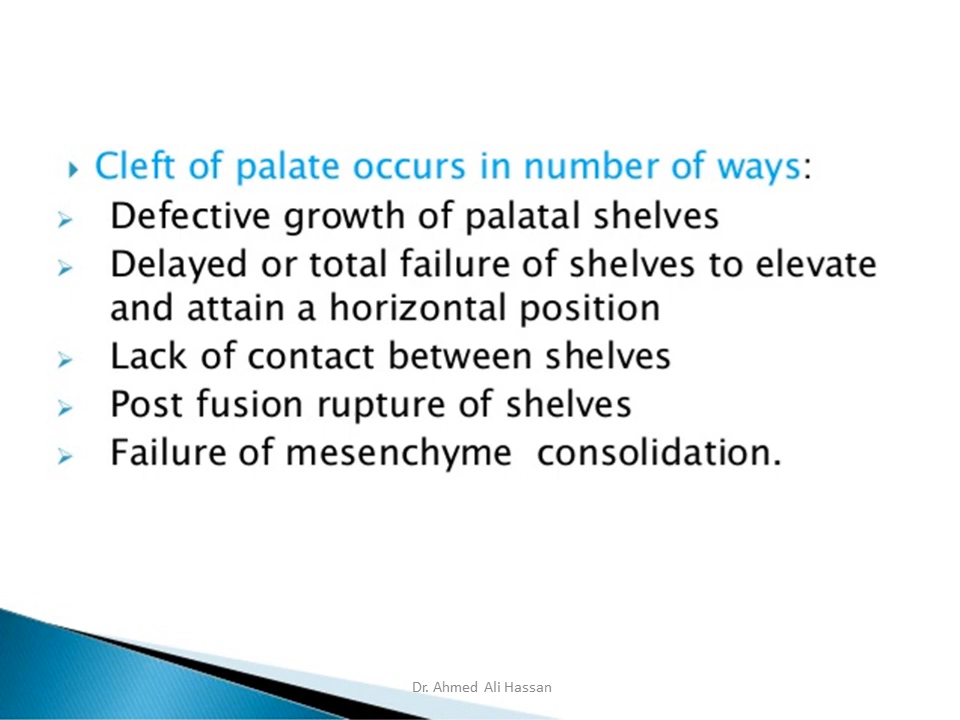 Cleft of palate occurs in number of ways:
Defective growth of palatal shelves
Delayed or total failure of shelves to elevate
and attain a horizontal position
Lack of contact between shelves
Post fusion rupture of shelves
Failure of mesenchyme consolidation.
Dr. Ahmed Ali Hassan